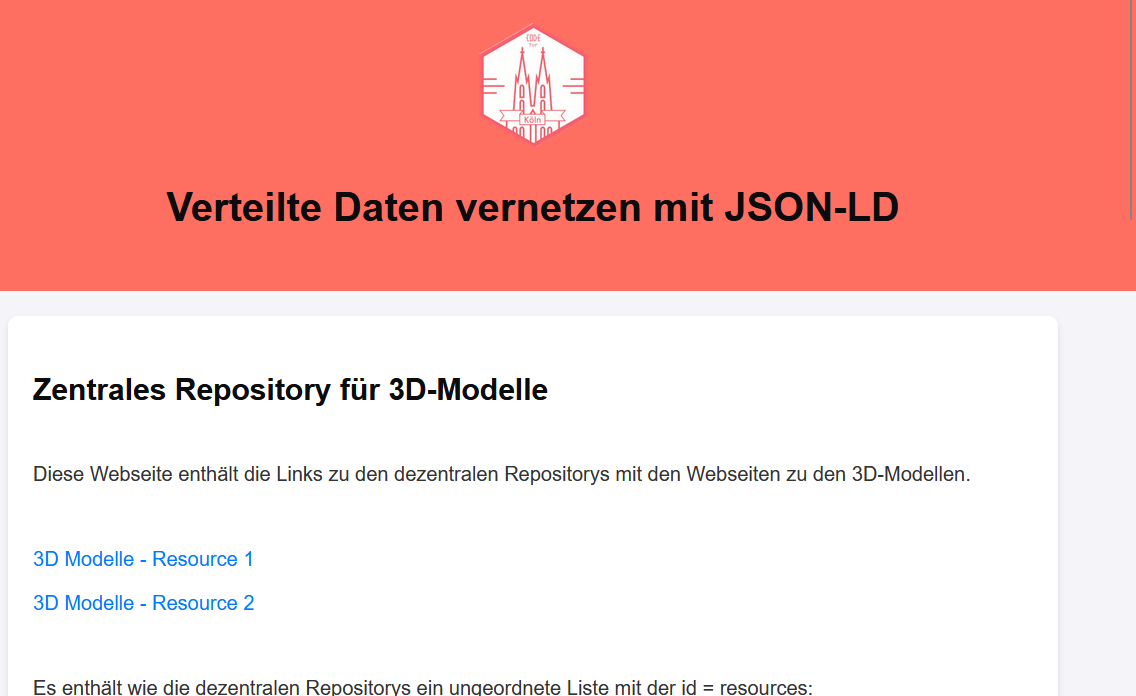 CODE
for
Köln
Verteilte Daten vernetzen mit JSON-LD
Zentrales Repository für 3D-Modelle
Diese Webseite enthält die Links zu den dezentralen Repositorys mit den Webseiten zu den 3D-Modellen.
3D Modelle - Resource 1
3D Modelle - Resource 2
Es enthält wie die dezentralen Repositorys ein ungeordnete Liste mit der id = resources: